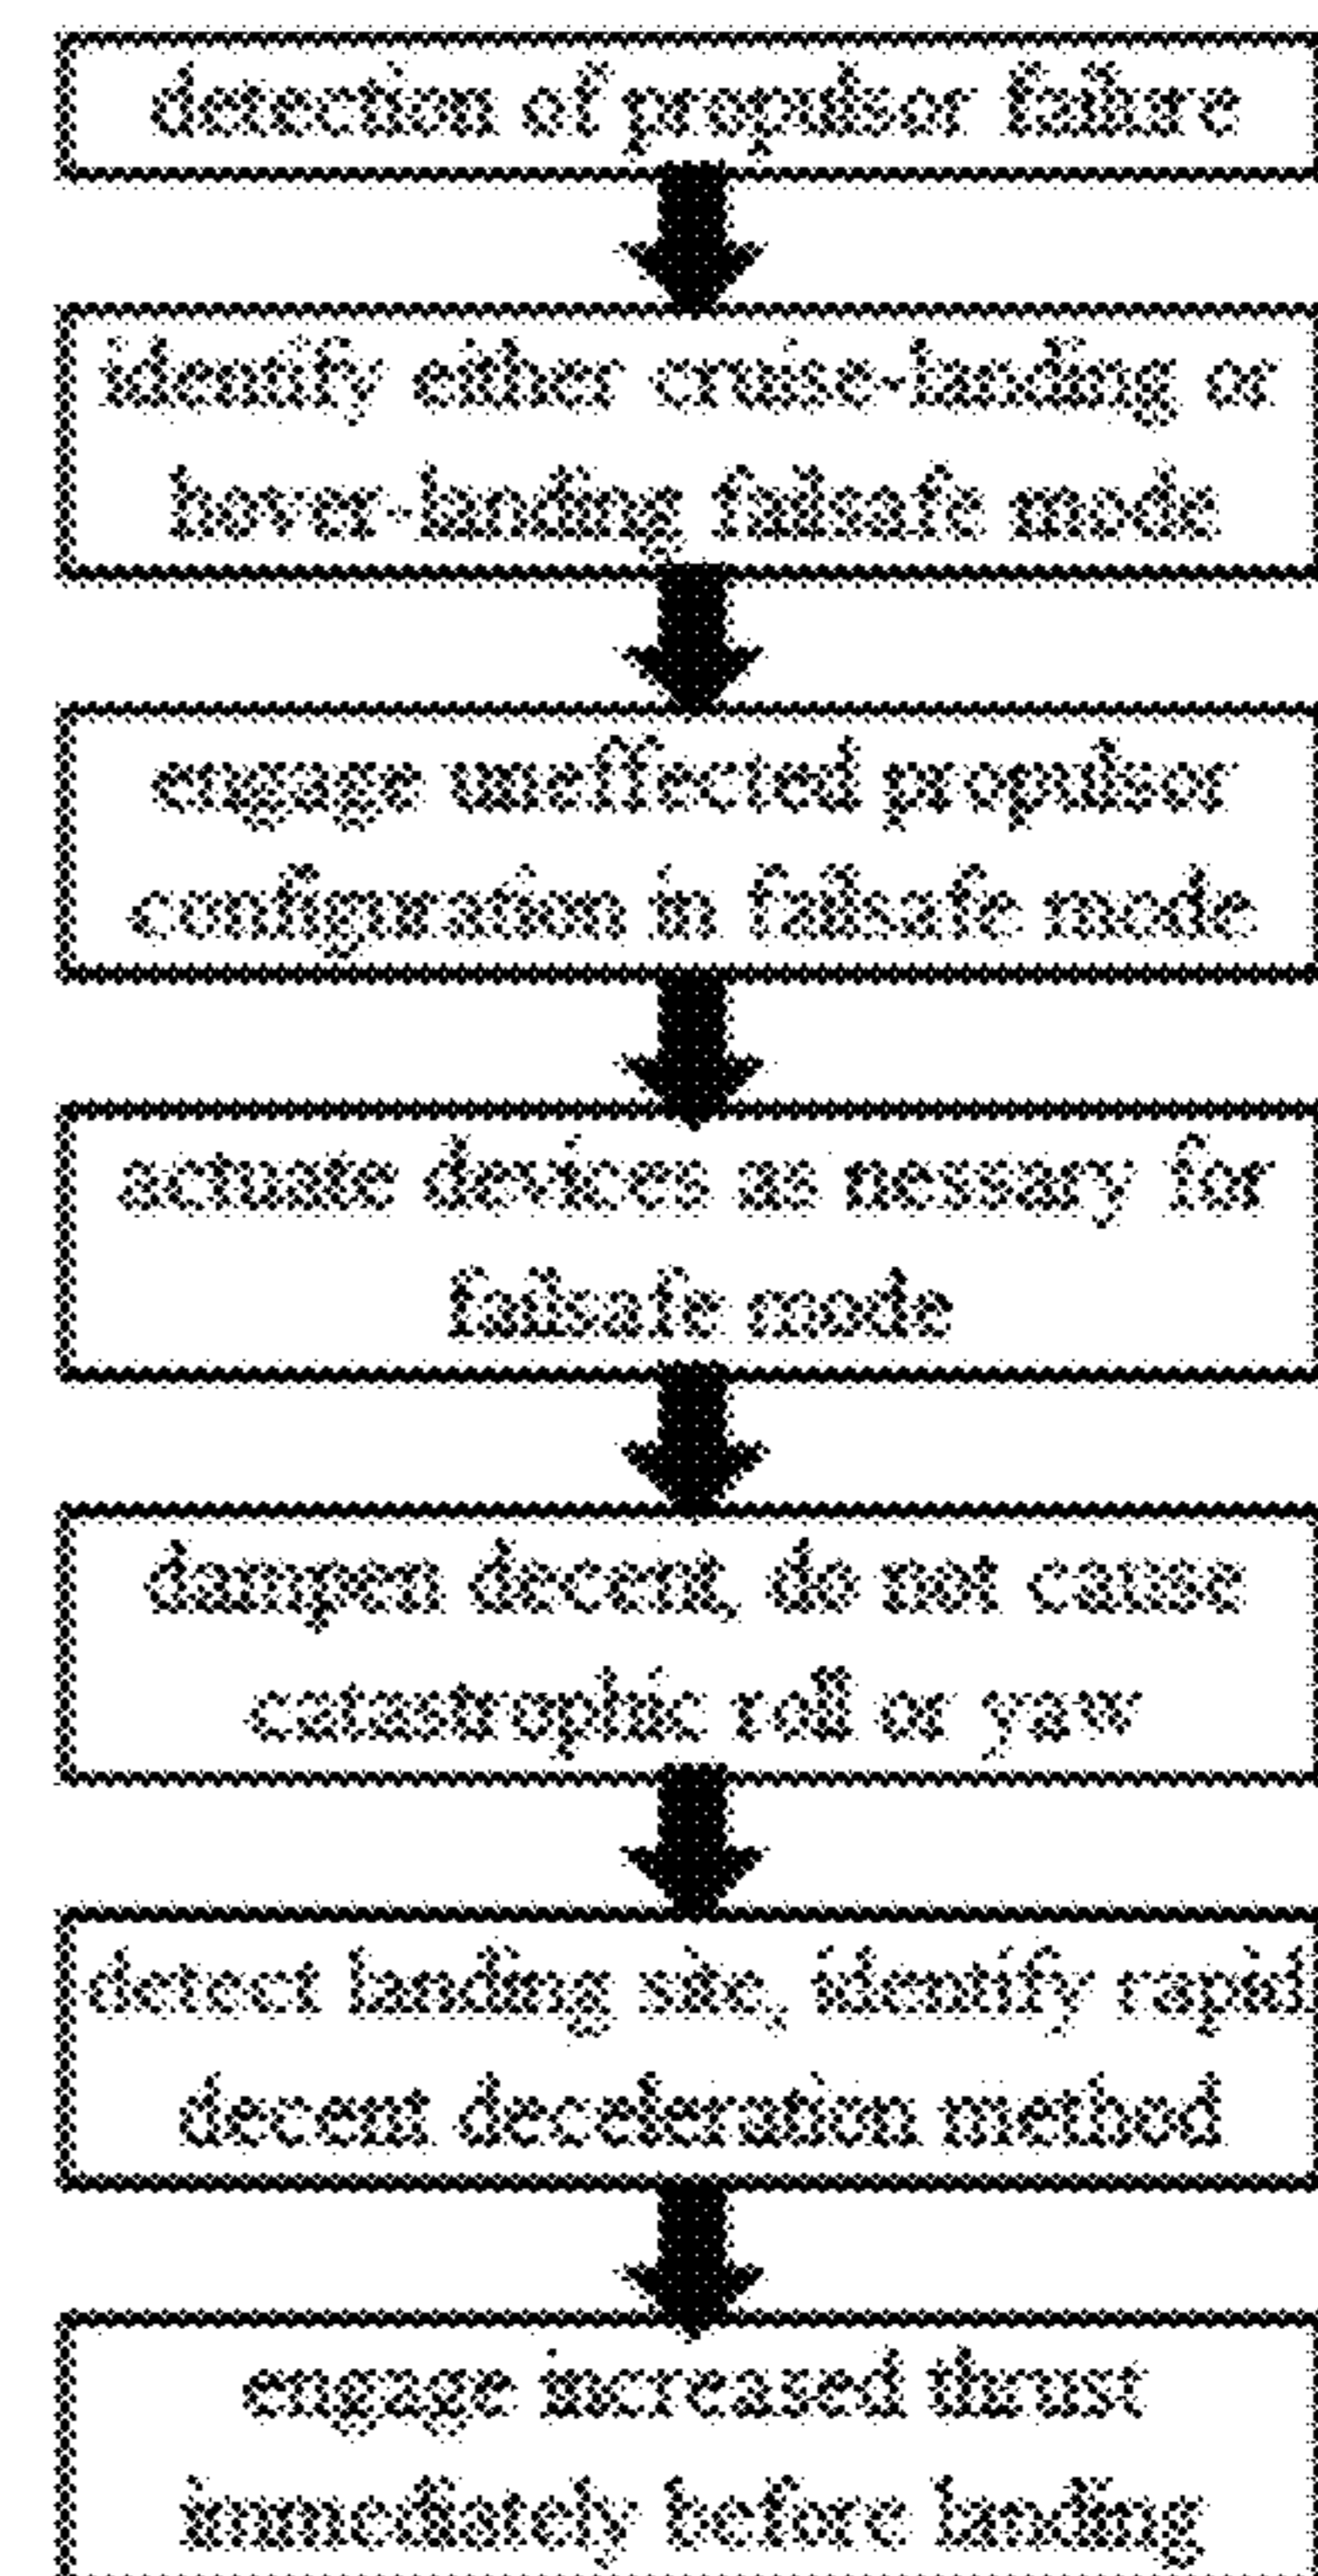 detection of propulsor failure
identify either cruise-landing or
hover-landing failsafe mode
engage uneffected propulsor
configuration in failsafe mode
actuate devices as nessary for
failsafe mode
dampen decent, do not cause
catastrophic roll or yaw
detect landing site, identify rapid
decent deceleration method
engage increased thrust
immediately before landing